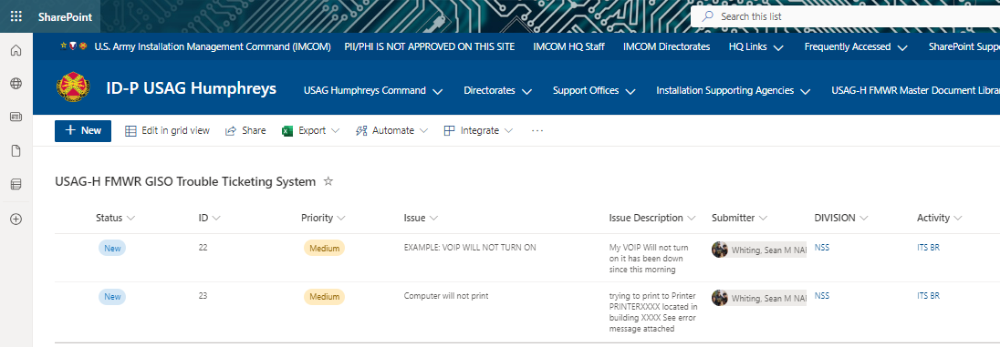 SharePoint
Search this list
U.S. Army Installation Management Command (IMCOM) PII/PHI IS NOT APPROVED ON THIS SITE IMCOM HQ Staff IMCOM Directorates HQ Links Frequently Accessed SharePoint Supp
ID-P USAG Humphreys
USAG Humphreys Command Directorates Support Offices Installation Supporting Agencies USAG-H FMWR Master Document Librar
+ New Edit in grid view Share Export Automate Integrate ...
USAG-H FMWR GISO Trouble Ticketing System
Status ID Priority Issue Issue Description Submitter DIVISION Activity
New 22 Medium EXAMPLE: VOIP WILL NOT TURN ON My VOIP Will not turn Whiting, Sean M NA NSS ITS BR
on it has been down
since this morning
New 23 Medium Computer will not print trying to print to Printer Whiting, Sean M NA NSS ITS BR
PRINTERXXXX located in
building XXXX See error
message attached